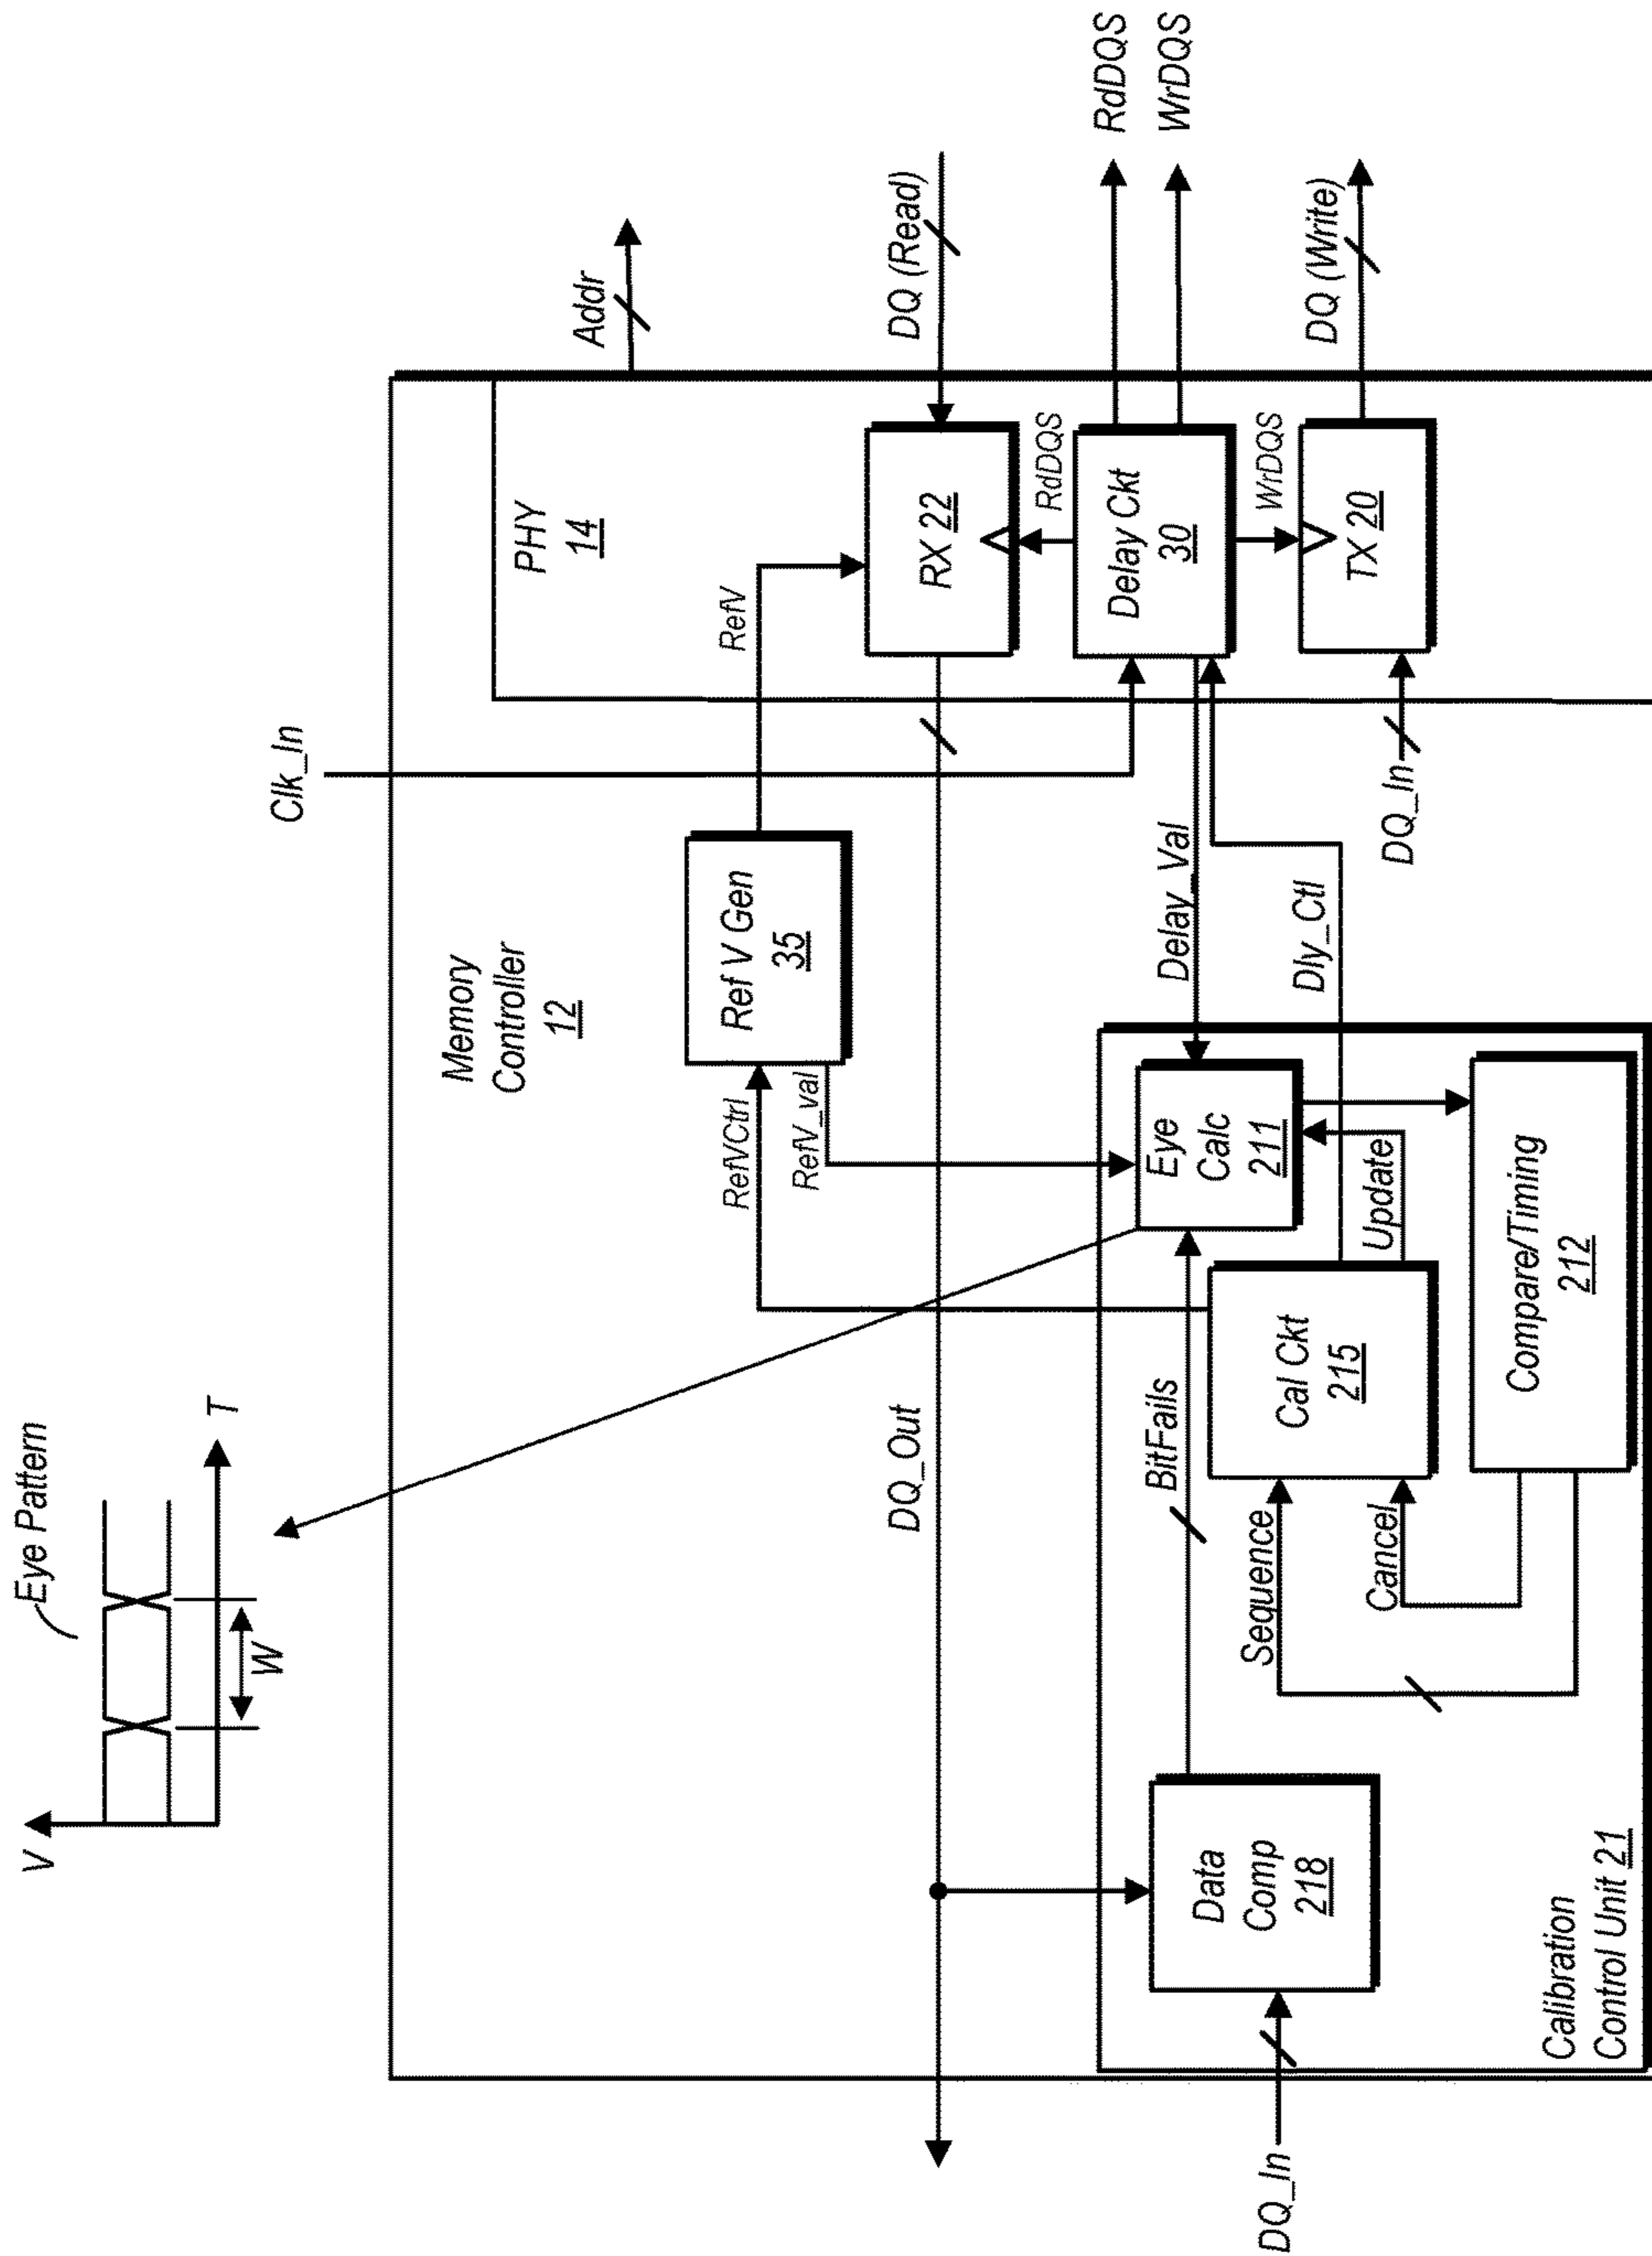 V
Eye Pattern
W
T
Clk_In
Addr
Memory
Controller
12
PHY
14
RefVCtrl
RefV_val
Ref V Gen
35
RefV
DQ_Out
RX 22
DQ (Read)
RdDQS
Delay Ckt
30
WrDQS
RdDQS
WrDQS
TX 20
DQ (Write)
DQ_In
Delay_Val
Dly_Ctl
DQ_In
Data
Comp
218
BitFails
Eye
Calc
211
Update
Sequence
Cancel
Cal Ckt
215
Compare/Timing
212
Calibration
Control Unit 21